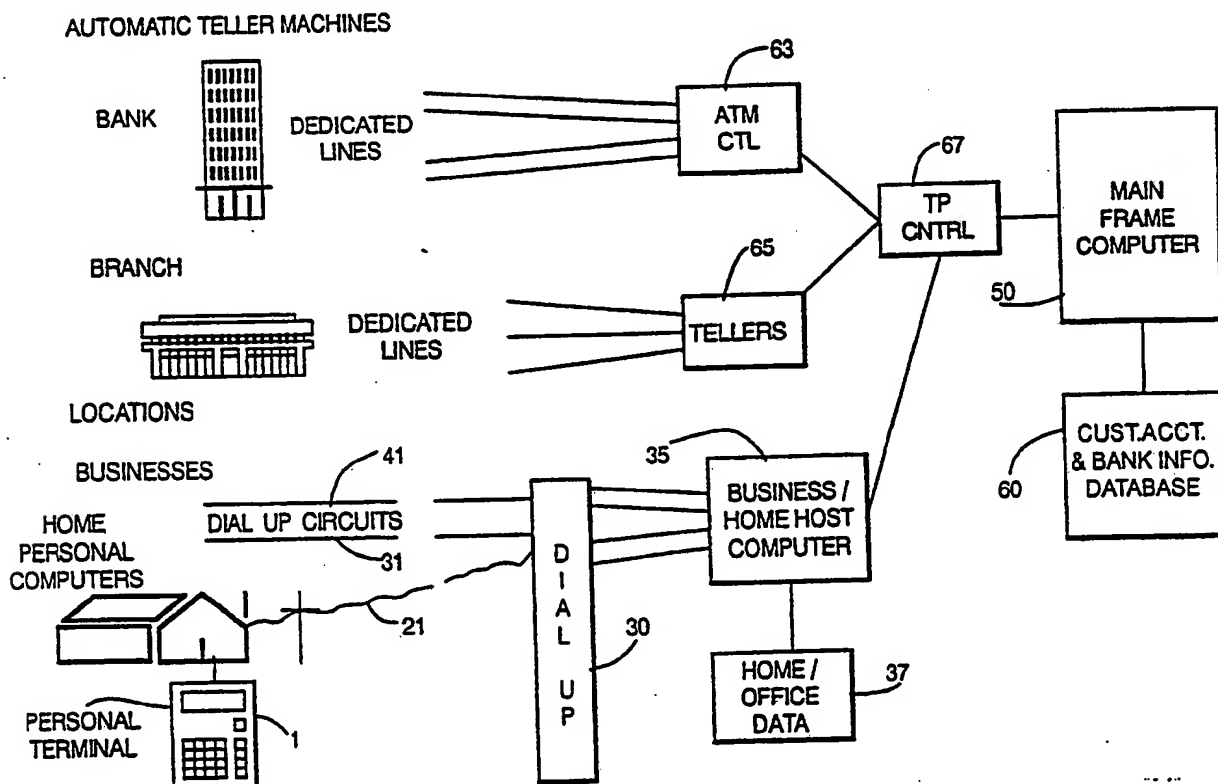 AUTOMATIC TELLER MACHINES
BANK
DEDICATED
LINES
63
ATM
CTL
67
TP
CNTRL
MAIN
FRAME
COMPUTER
50
BRANCH
DEDICATED
LINES
65
TELLERS
LOCATIONS
BUSINESSES
41
DIAL UP CIRCUITS
31
HOME
PERSONAL
COMPUTERS
21
DIAL UP
30
35
BUSINESS /
HOME HOST
COMPUTER
CUST.ACCT.
& BANK INFO.
DATABASE
60
HOME /
OFFICE
DATA
37
PERSONAL
TERMINAL
1